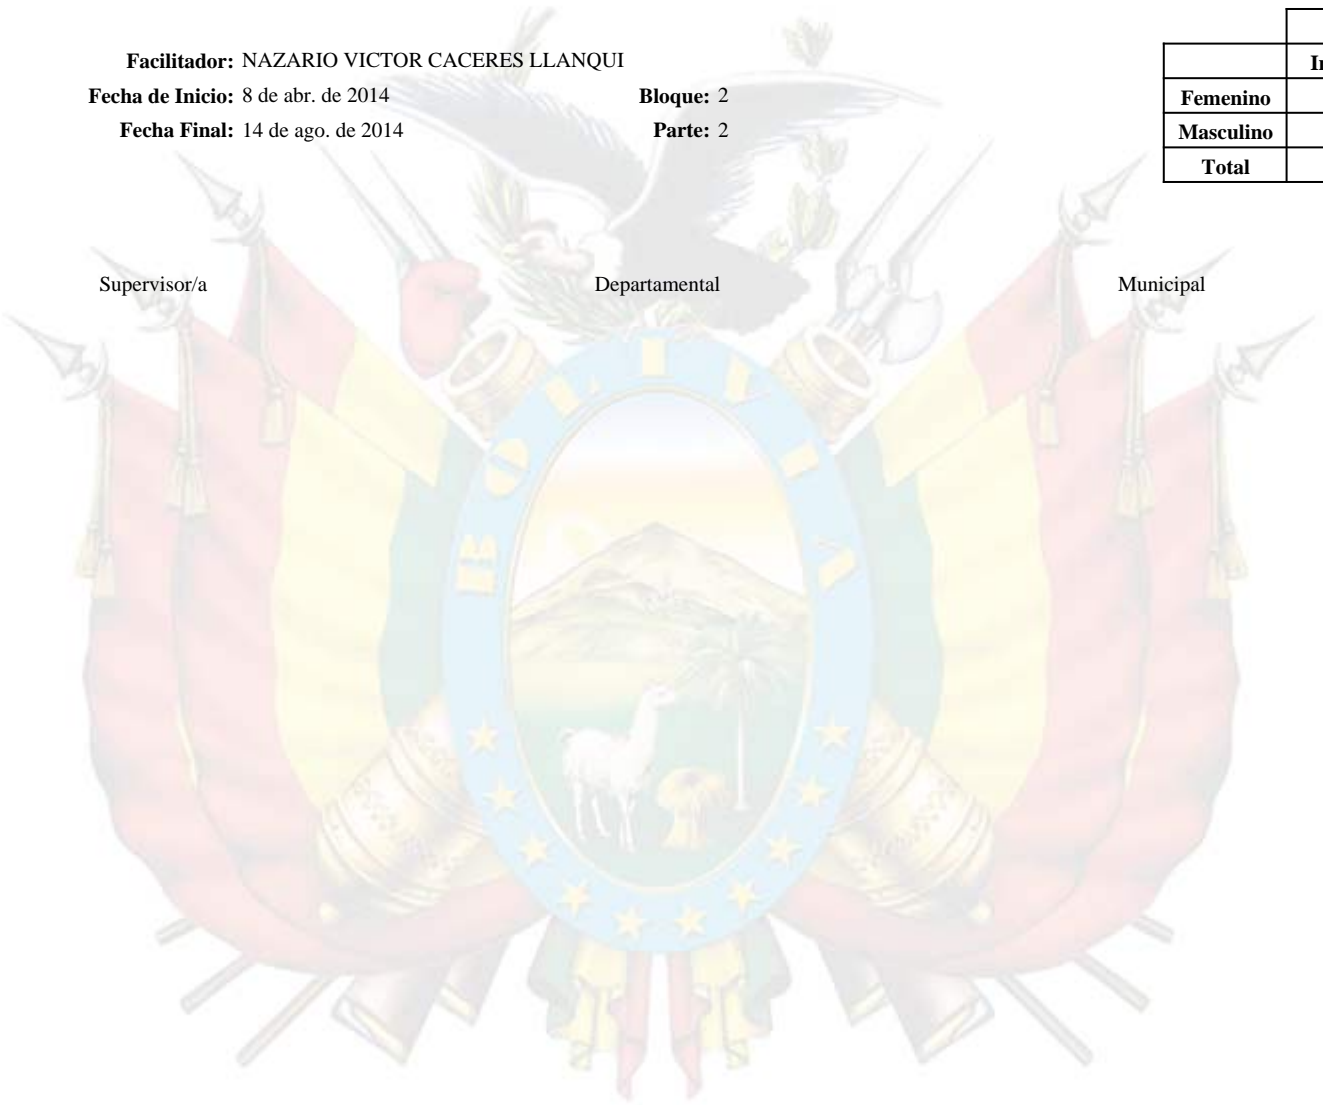 Facilitador: NAZARIO VICTOR CACERES LLANQUI
Fecha de Inicio: 8 de abr. de 2014 Bloque: 2
Fecha Final: 14 de ago. de 2014 Parte: 2
Femenino
Masculino
Total
Supervisor/a Departamental Municipal
BOLIVIA